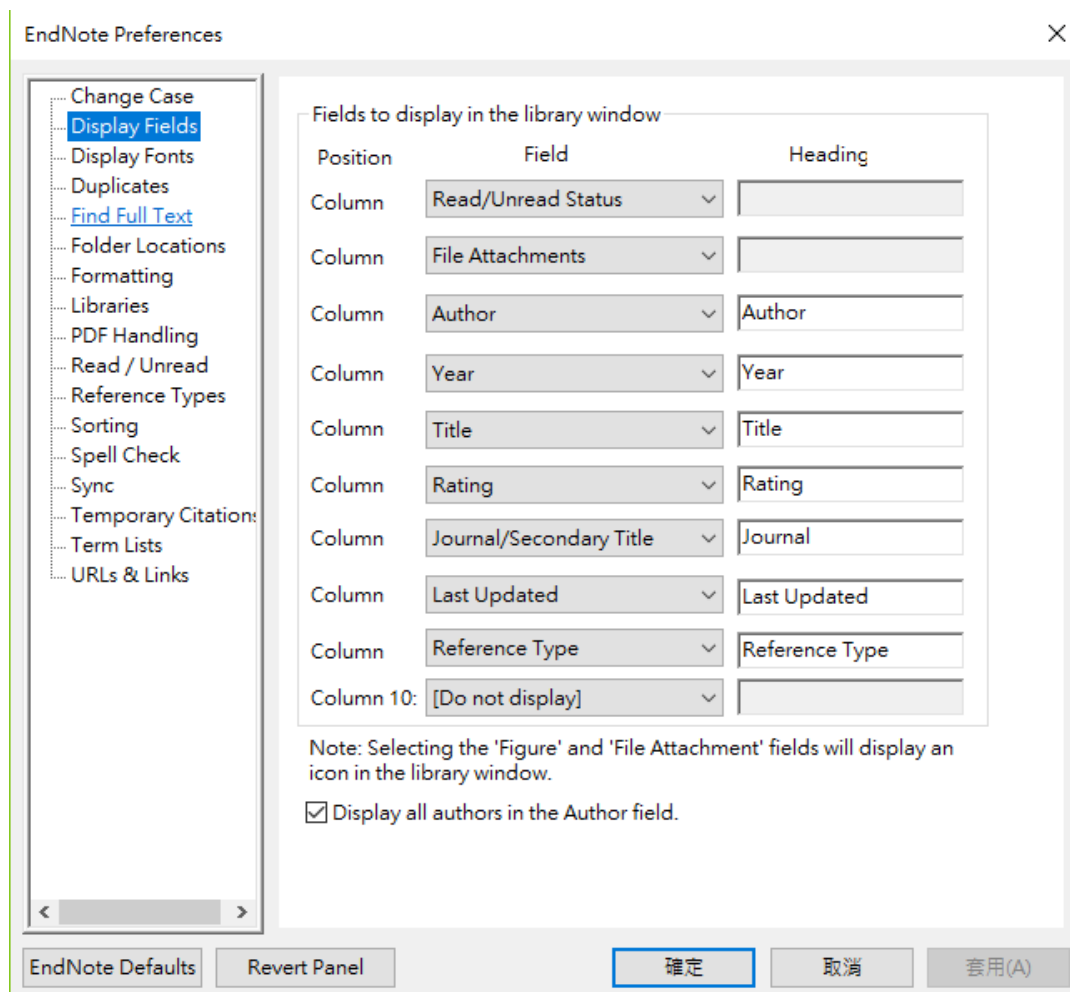 EndNote Preferences
Change Case
Display Fields
Display Fonts
Duplicates
Find Full Text
Folder Locations
Formatting
Libraries
PDF Handling
Read / Unread
Reference Types
Sorting
Spell Check
Sync
Temporary Citations
Term Lists
URLs & Links
Fields to display in the library window
Position Field Heading
Column Read/Unread Status
Column File Attachments
Column Author Author
Column Year Year
Column Title Title
Column Rating Rating
Column Journal/Secondary Title Journal
Column Last Updated Last Updated
Column Reference Type Reference Type
Column 10: [Do not display]
Note: Selecting the 'Figure' and 'File Attachment' fields will display an
icon in the library window.
Display all authors in the Author field.
EndNote Defaults Revert Panel 確定 取消 套用(A)